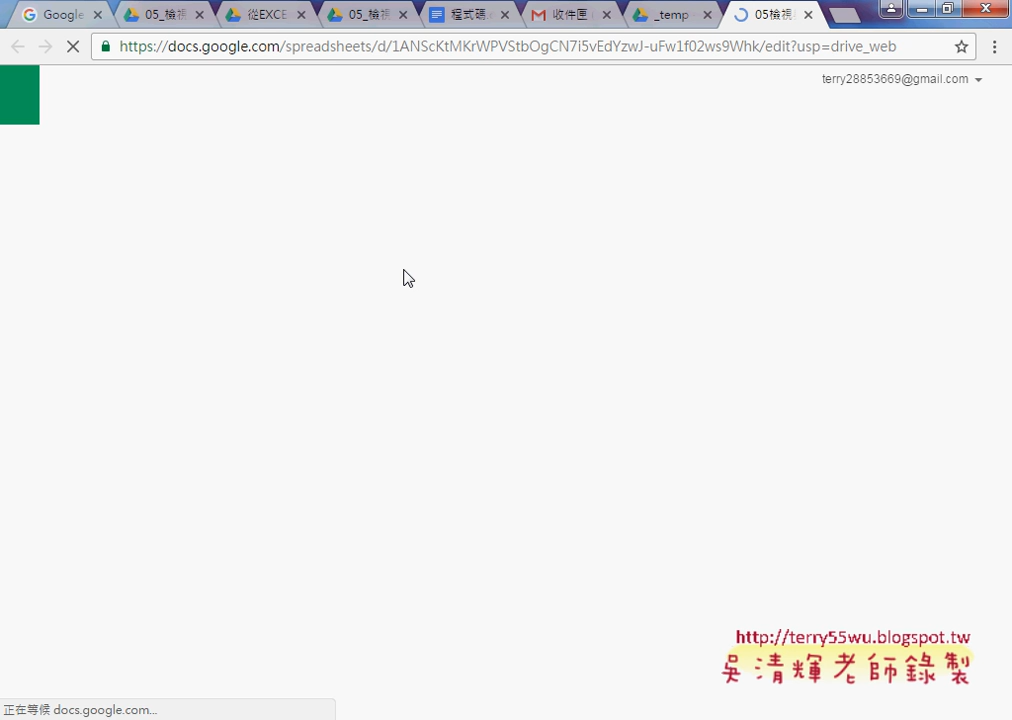 Google
05_檢視
從EXCE
05_檢視
程式碼
收件匣
_temp
05檢視
https://docs.google.com/spreadsheets/d/1ANScKtMKrWPVStbOgCN7i5vEdYzwJ-uFw1f02ws9Whk/edit?usp=drive_web
terry28853669@gmail.com
http://terry55wu.blogspot.tw
吳清輝老師錄製
正在等候 docs.google.com...